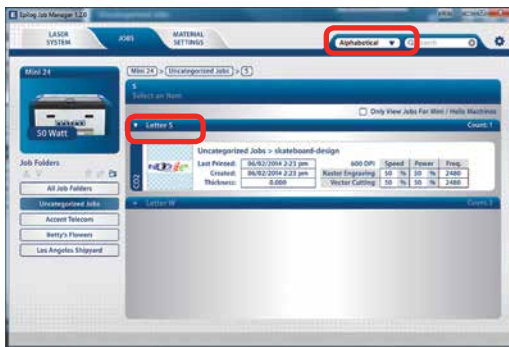 Epilog Job Manager 1.2.0
LASER SYSTEM
JOBS
MATERIAL SETTINGS
Alphabetical
Search
Mini 24
50 Watt
Mini 24 > Uncategorized Jobs > S
S
Select an Item
Only View Jobs For Mini / Helix Machines
Letter S
Count: 1
CO2
Uncategorized Jobs > skateboard-design
Last Printed: 06/02/2014 2:23 pm
Created: 06/02/2014 2:23 pm
Thickness: 0.000
600 DPI Speed Power Freq.
Raster Engraving 50 % 50 % 2400
Vector Cutting 50 % 50 % 2400
Letter W
Job Folders
All Job Folders
Uncategorized Jobs
Accent Telecom
Betty's Flowers
Los Angeles Shipyard